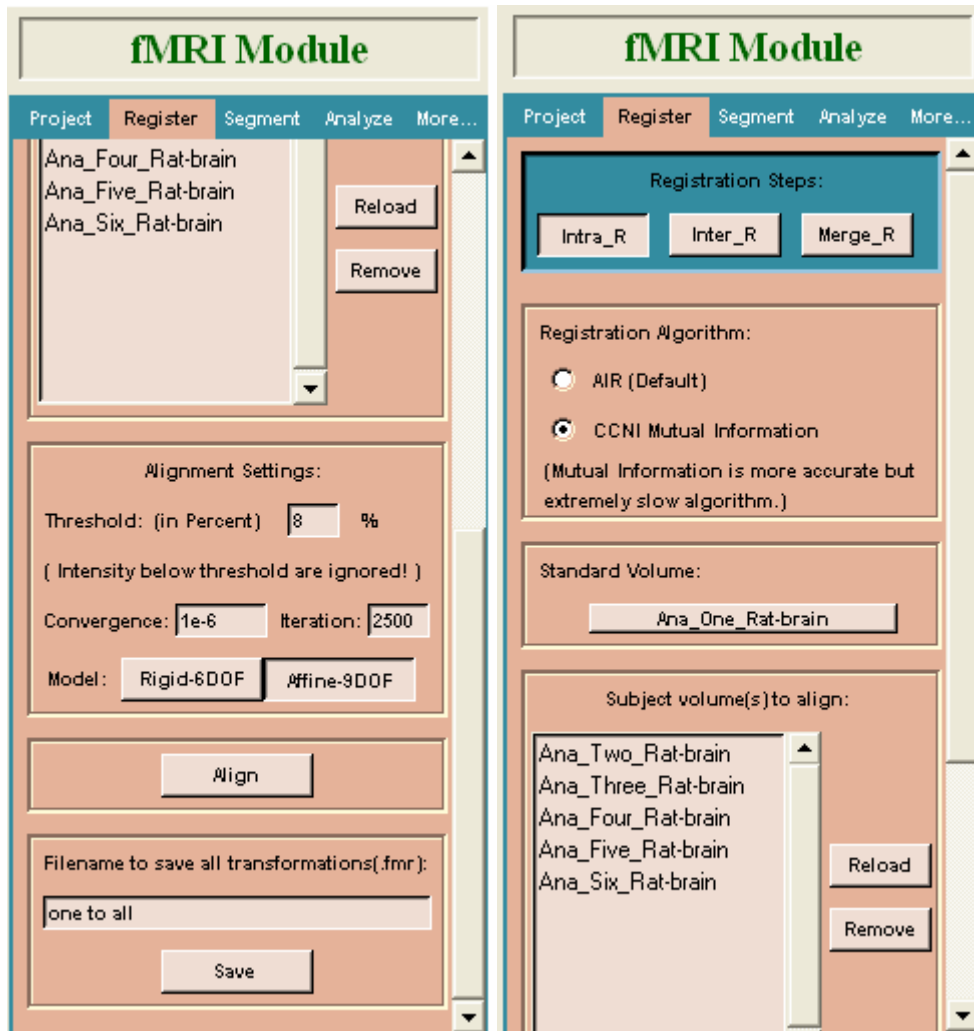 fMRI Module
Project Register Segment Analyze More...
Ana_Four_Rat-brain
Ana_Five_Rat-brain
Ana_Six_Rat-brain
Reload
Remove
Alignment Settings:
Threshold: (in Percent) 8 %
( Intensity below threshold are ignored! )
Convergence: 1e-6 Iteration: 2500
Model: Rigid-6DOF Affine-9DOF
Align
Filename to save all transformations(.fmr):
one to all
Save
fMRI Module
Project Register Segment Analyze More...
Registration Steps:
Intra_R Inter_R Merge_R
Registration Algorithm:
AIR (Default)
CCNI Mutual Information
(Mutual Information is more accurate but
extremely slow algorithm.)
Standard Volume:
Ana_One_Rat-brain
Subject volume(s)to align:
Ana_Two_Rat-brain
Ana_Three_Rat-brain
Ana_Four_Rat-brain
Ana_Five_Rat-brain
Ana_Six_Rat-brain
Reload
Remove